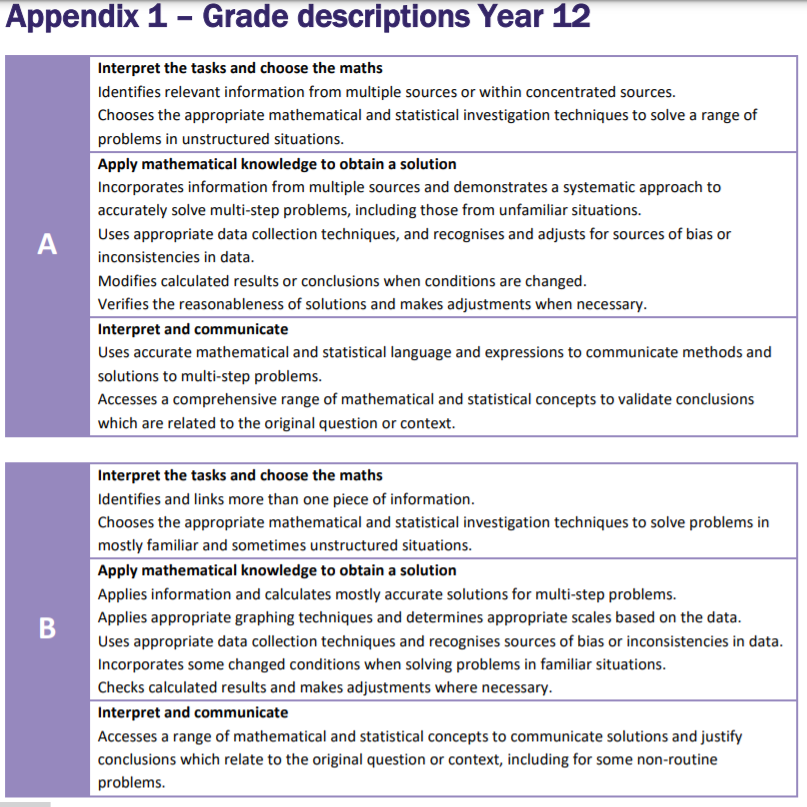 Appendix 1 – Grade descriptions Year 12
A
Interpret the tasks and choose the maths
Identifies relevant information from multiple sources or within concentrated sources.
Chooses the appropriate mathematical and statistical investigation techniques to solve a range of
problems in unstructured situations.
Apply mathematical knowledge to obtain a solution
Incorporates information from multiple sources and demonstrates a systematic approach to
accurately solve multi-step problems, including those from unfamiliar situations.
Uses appropriate data collection techniques, and recognises and adjusts for sources of bias or
inconsistencies in data.
Modifies calculated results or conclusions when conditions are changed.
Verifies the reasonableness of solutions and makes adjustments when necessary.
Interpret and communicate
Uses accurate mathematical and statistical language and expressions to communicate methods and
solutions to multi-step problems.
Accesses a comprehensive range of mathematical and statistical concepts to validate conclusions
which are related to the original question or context.
B
Interpret the tasks and choose the maths
Identifies and links more than one piece of information.
Chooses the appropriate mathematical and statistical investigation techniques to solve problems in
mostly familiar and sometimes unstructured situations.
Apply mathematical knowledge to obtain a solution
Applies information and calculates mostly accurate solutions for multi-step problems.
Applies appropriate graphing techniques and determines appropriate scales based on the data.
Uses appropriate data collection techniques and recognises sources of bias or inconsistencies in data.
Incorporates some changed conditions when solving problems in familiar situations.
Checks calculated results and makes adjustments where necessary.
Interpret and communicate
Accesses a range of mathematical and statistical concepts to communicate solutions and justify
conclusions which relate to the original question or context, including for some non-routine
problems.